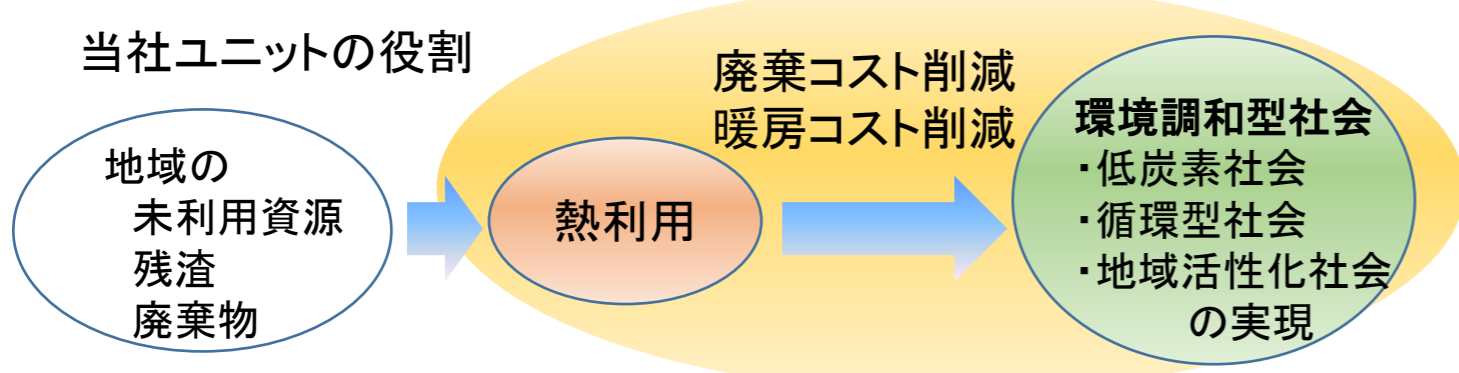 当社ユニットの役割
地域の
未利用資源
残渣
廃棄物
熱利用
廃棄コスト削減
暖房コスト削減
環境調和型社会
・低炭素社会
・循環型社会
・地域活性化社会
の実現